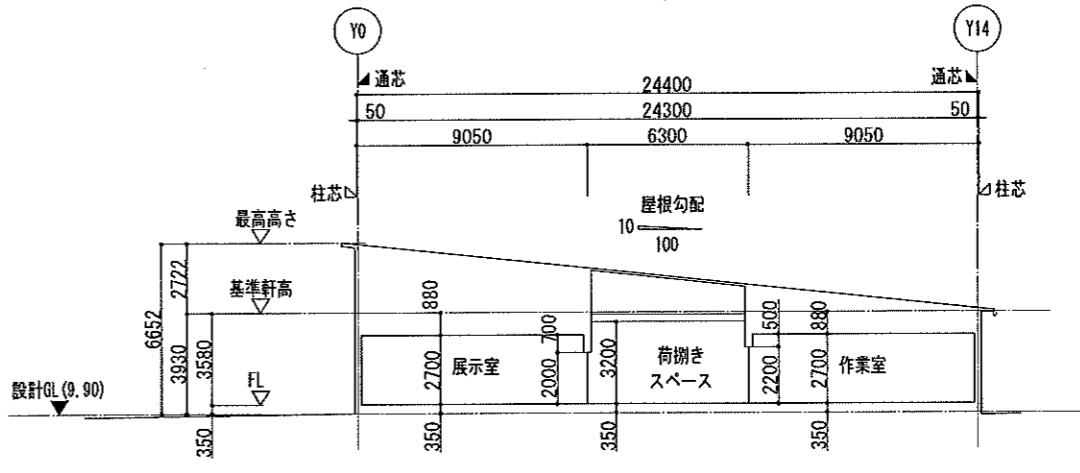 Y0
Y14
通芯
通芯
24400
50
24300
50
9050
6300
9050
柱芯
柱芯
屋根勾配
10
100
最高高さ
基準軒高
2722
6652
3930
3580
880
700
500
880
展示室
荷捌き
スペース
作業室
2700
2000
3200
2200
2700
設計GL(9.90)
FL
350
350
350
350